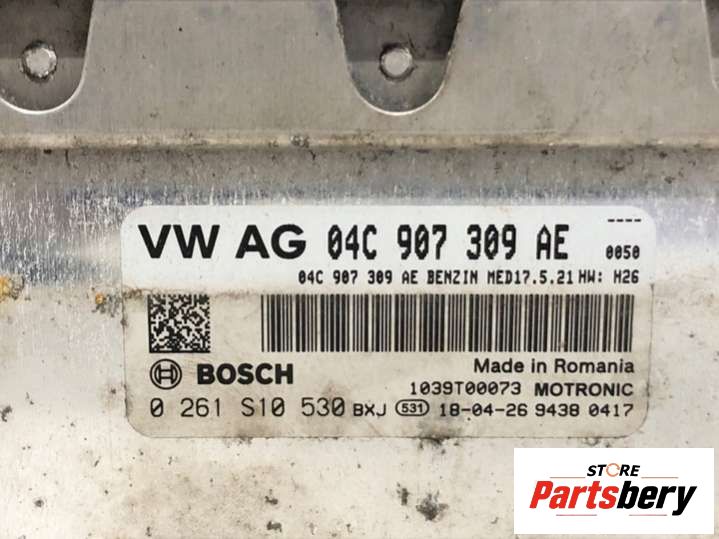 VW AG 04C 907 309 AE
----
0050
04C 907 309 AE BENZIN MED17.5.21 HW: H26
BOSCH
Made in Romania
1039T00073 MOTRONIC
0 261 S10 530 BXJ 531 18-04-26 9438 0417
STORE
Partsbery